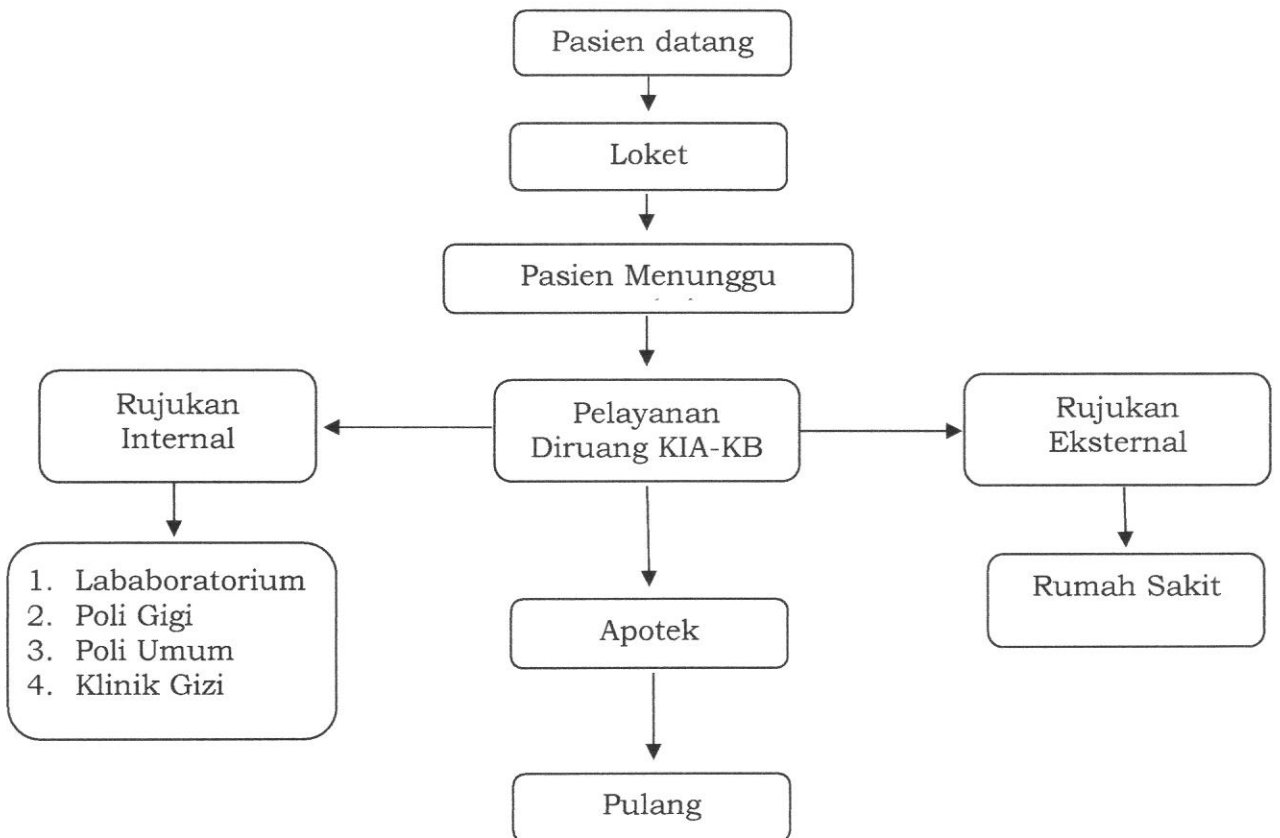 Pasien datang
Loket
Pasien Menunggu
Rujukan
Internal
Pelayanan
Diruang KIA-KB
Rujukan
Eksternal
1. Lababoratorium
2. Poli Gigi
3. Poli Umum
4. Klinik Gizi
Apotek
Rumah Sakit
Pulang